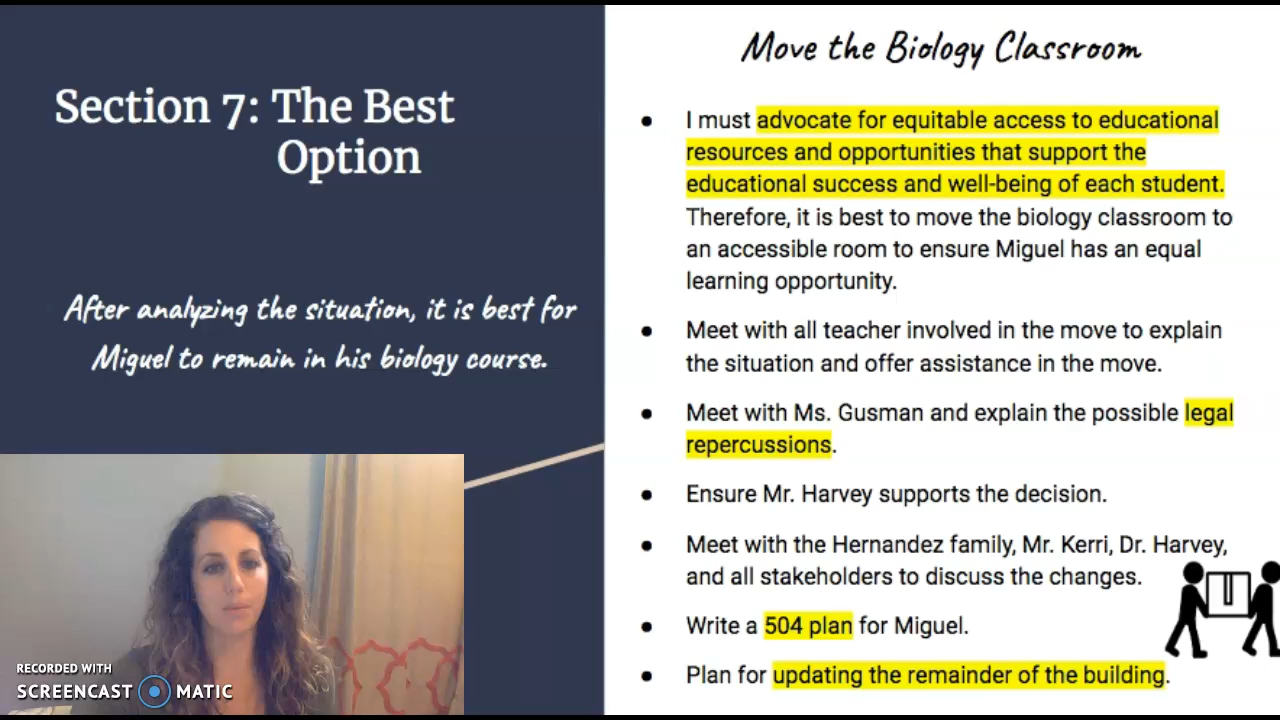 Section 7: The Best
Option
After analyzing the situation, it is best for
Miguel to remain in his biology course.
Move the Biology Classroom
● I must advocate for equitable access to educational
resources and opportunities that support the
educational success and well-being of each student.
Therefore, it is best to move the biology classroom to
an accessible room to ensure Miguel has an equal
learning opportunity.
● Meet with all teacher involved in the move to explain
the situation and offer assistance in the move.
● Meet with Ms. Gusman and explain the possible legal
repercussions.
● Ensure Mr. Harvey supports the decision.
● Meet with the Hernandez family, Mr. Kerri, Dr. Harvey,
and all stakeholders to discuss the changes.
● Write a 504 plan for Miguel.
● Plan for updating the remainder of the building.
RECORDED WITH
SCREENCAST MATIC